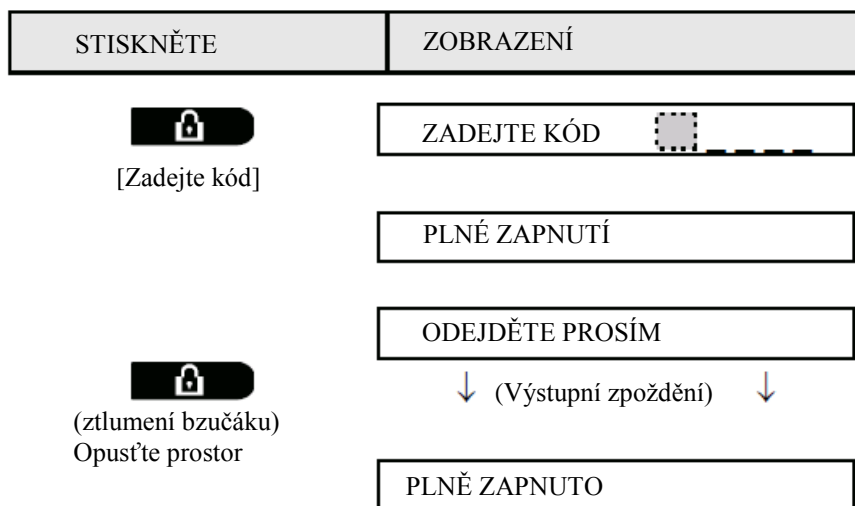 STISKNĚTE
ZOBRAZENÍ
ZADEJTE KÓD
[Zadejte kód]
PLNÉ ZAPNUTÍ
ODEJDĚTE PROSÍM
↓ (Výstupní zpoždění) ↓
(ztlumení bzučáku)
Opusťte prostor
PLNĚ ZAPNUTO